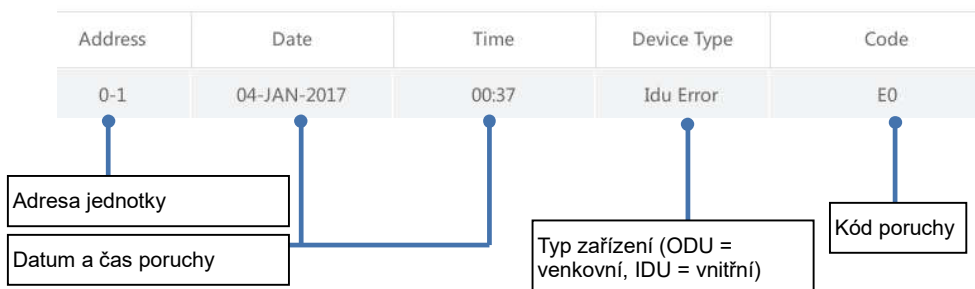 Address Date Time Device Type Code
0-1 04-JAN-2017 00:37 Idu Error E0
Adresa jednotky
Datum a čas poruchy
Typ zařízení (ODU =
venkovní, IDU = vnitřní)
Kód poruchy